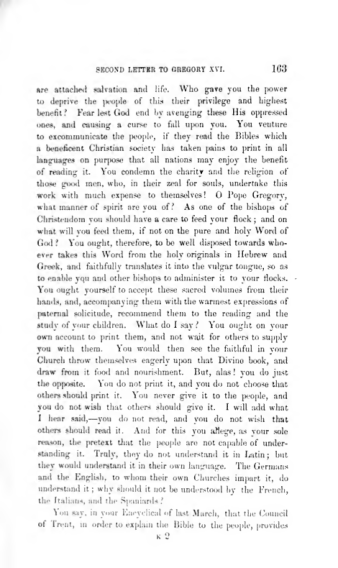 SECOND LETTER TO GREGORY XVI. 163
are attached salvation and life. Who gave you the power
to deprive the people of this their privilege and highest
benefit? Fear lest God end by avenging these His oppressed
ones, and causing a curse to fall upon you. You venture
to excommunicate the people, if they read the Bibles which
a beneficent Christian society has taken pains to print in all
languages on purpose that all nations may enjoy the benefit
of reading it. You condemn the charity and the religion of
those good men, who, in their zeal for souls, undertake this
work with much expense to themselves! O Pope Gregory,
what manner of spirit are you of? As one of the bishops of
Christendom you should have a care to feed your flock; and on
what will you feed them, if not on the pure and holy Word of
God? You ought, therefore, to be well disposed towards who-
ever takes this Word from the holy originals in Hebrew and
Greek, and faithfully translates it into the vulgar tongue, so as
to enable you and other bishops to administer it to your flocks.
You ought yourself to accept these sacred volumes from their
hands, and, accompanying them with the warmest expressions of
paternal solicitude, recommend them to the reading and the
study of your children. What do I say? You ought on your
own account to print them, and not wait for others to supply
you with them. You would then see the faithful in your
Church throw themselves eagerly upon that Divine book, and
draw from it food and nourishment. But, alas! you do just
the opposite. You do not print it, and you do not choose that
others should print it. You never give it to the people, and
you do not wish that others should give it. I will add what
I hear said,—you do not read, and you do not wish that
others should read it. And for this you allege, as your sole
reason, the pretext that the people are not capable of under-
standing it. Truly, they do not understand it in Latin; but
they would understand it in their own language. The Germans
and the English, to whom their own Churches impart it, do
understand it; why should it not be understood by the French,
the Italians, and the Spaniards?
You say, in your Encyclical of last March, that the Council
of Trent, in order to explain the Bible to the people, provides
K 2